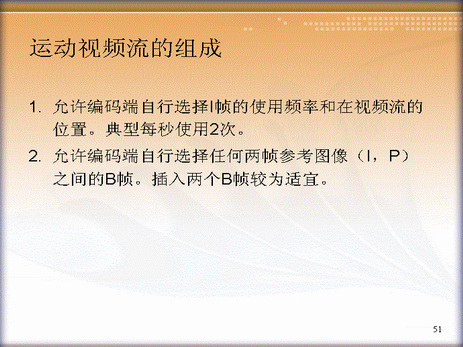 运动视频流的组成
1. 允许编码端自行选择I帧的使用频率和在视频流的
位置。典型每秒使用2次。
2. 允许编码端自行选择任何两帧参考图像（I，P）
之间的B帧。插入两个B帧较为适宜。
51